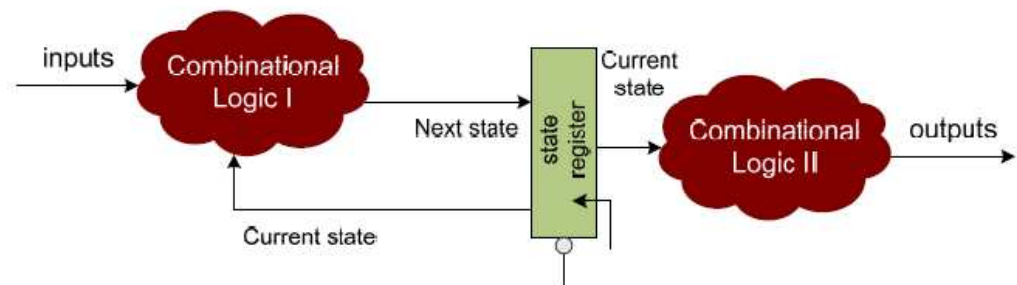 inputs
Combinational
Logic I
Next state
Current state
state
register
Current
state
Combinational
Logic II
outputs